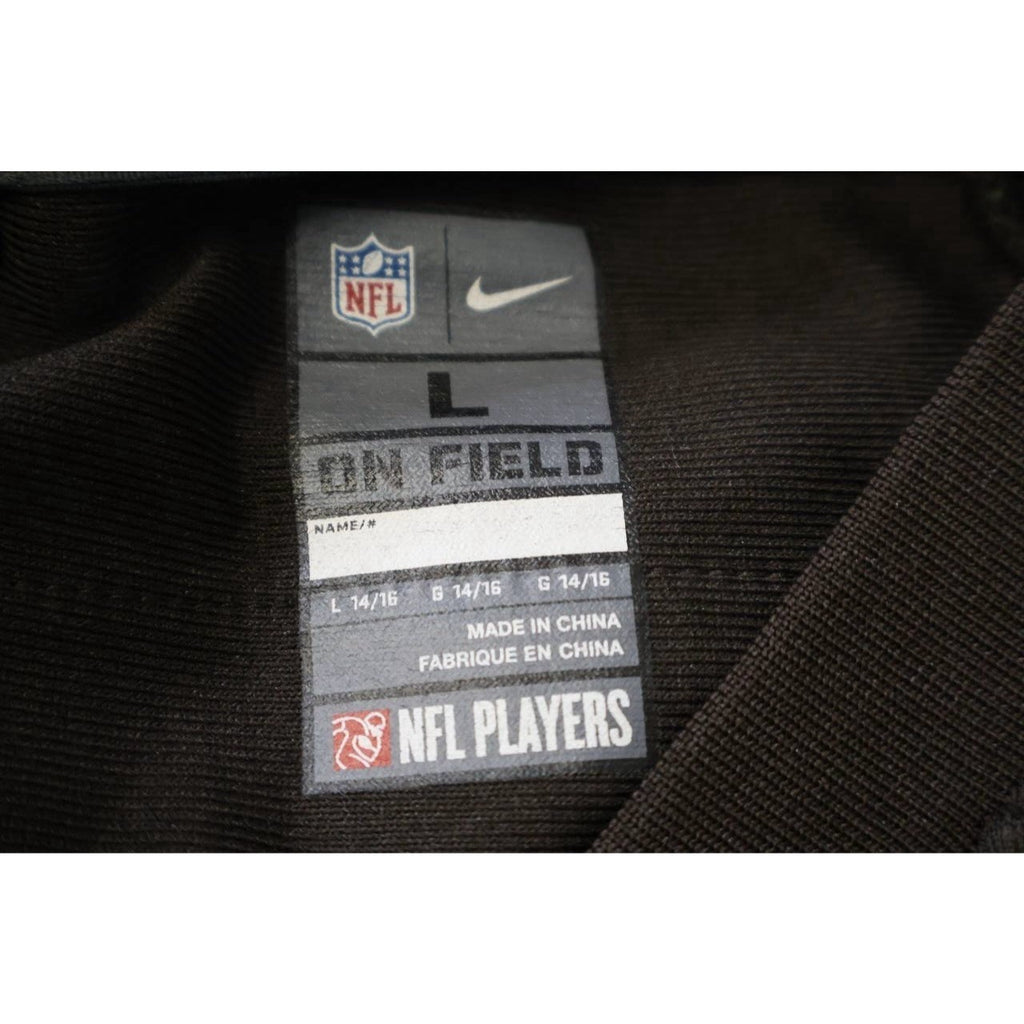 NFL
L
ON FIELD
NAME/#
L 14/16 G 14/16 G 14/16
MADE IN CHINA
FABRIQUE EN CHINA
NFL PLAYERS